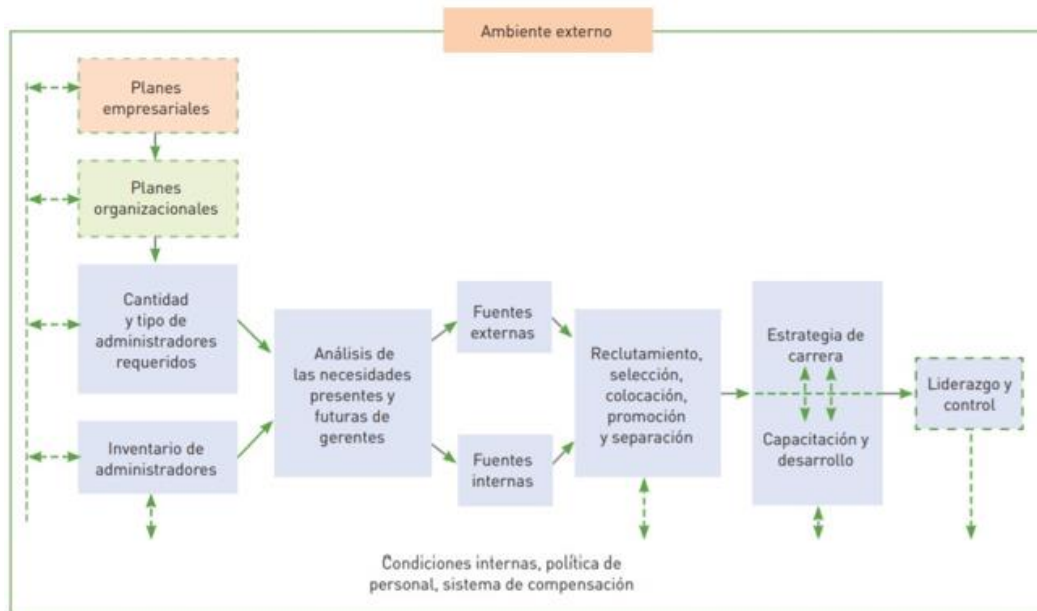 Ambiente externo
Planes
empresariales
Planes
organizacionales
Cantidad
y tipo de
administradores
requeridos
Inventario de
administradores
Análisis de
las necesidades
presentes y
futuras de
gerentes
Fuentes
externas
Fuentes
internas
Reclutamiento,
selección,
colocación,
promoción
y separación
Estrategia de
carrera
Capacitación y
desarrollo
Liderazgo y
control
Condiciones internas, política de
personal, sistema de compensación